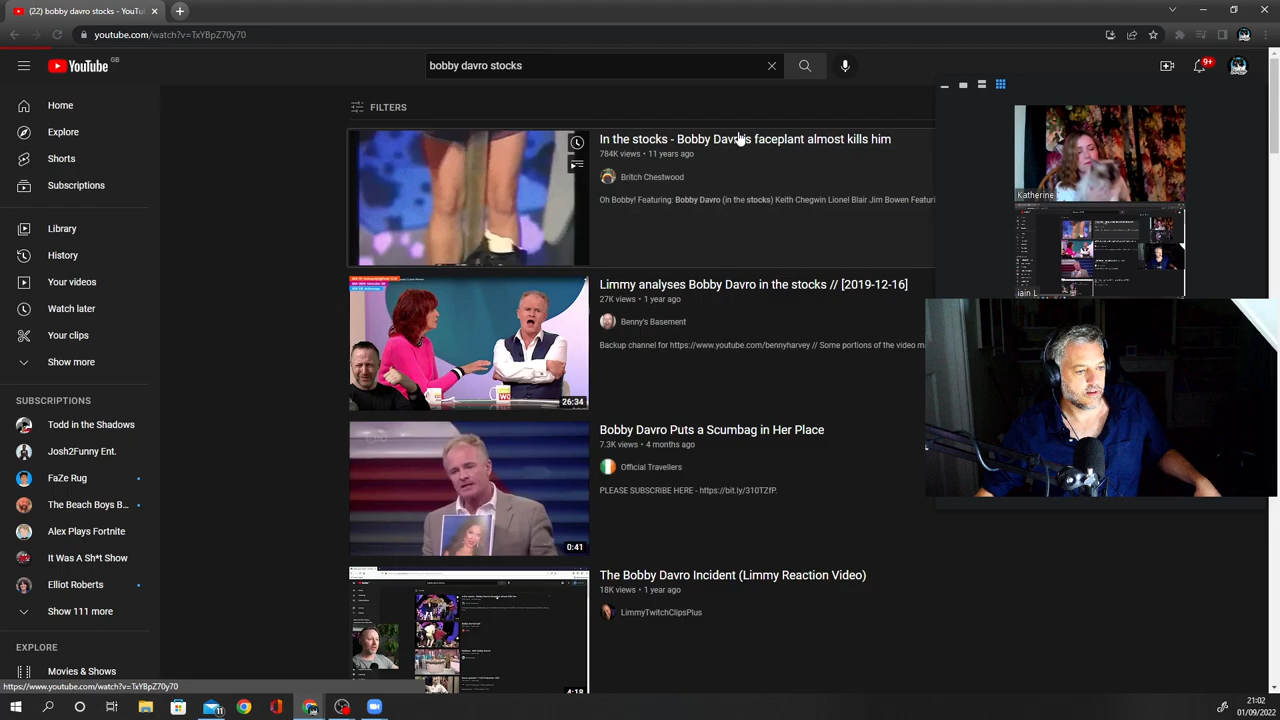 (22) bobby davro stocks - YouTu
youtube.com/watch?v=TxYBpZ70y70
YouTube GB
bobby davro stocks
9+
Home
Explore
Shorts
Subscriptions
Library
History
Your videos
Watch later
Your clips
Show more
SUBSCRIPTIONS
Todd in the Shadows
Josh2Funny Ent.
FaZe Rug
The Beach Boys B...
Alex Plays Fortnite
It Was A Sh*t Show
Elliot Roberts
Show 111 more
EXPLORE
Movies & Shows
https://www.youtube.com/watch?v=TxYBpZ70y70
FILTERS
In the stocks - Bobby Davro's faceplant almost kills him
784K views • 11 years ago
Britch Chestwood
Oh Bobby! Featuring: Bobby Davro (in the stocks) Keith Chegwin Lionel Blair Jim Bowen Featuri
Limmy analyses Bobby Davro in the stocks // [2019-12-16]
27K views • 1 year ago
Benny's Basement
Backup channel for https://www.youtube.com/bennyharvey // Some portions of the video ma
26:34
Bobby Davro Puts a Scumbag in Her Place
7.3K views • 4 months ago
Official Travellers
PLEASE SUBSCRIBE HERE - https://bit.ly/310TZfP.
0:41
The Bobby Davro Incident (Limmy Reaction Video)
18K views • 1 year ago
LimmyTwitchClipsPlus
4:18
Katherine
Iain L
11
21:02
01/09/2022